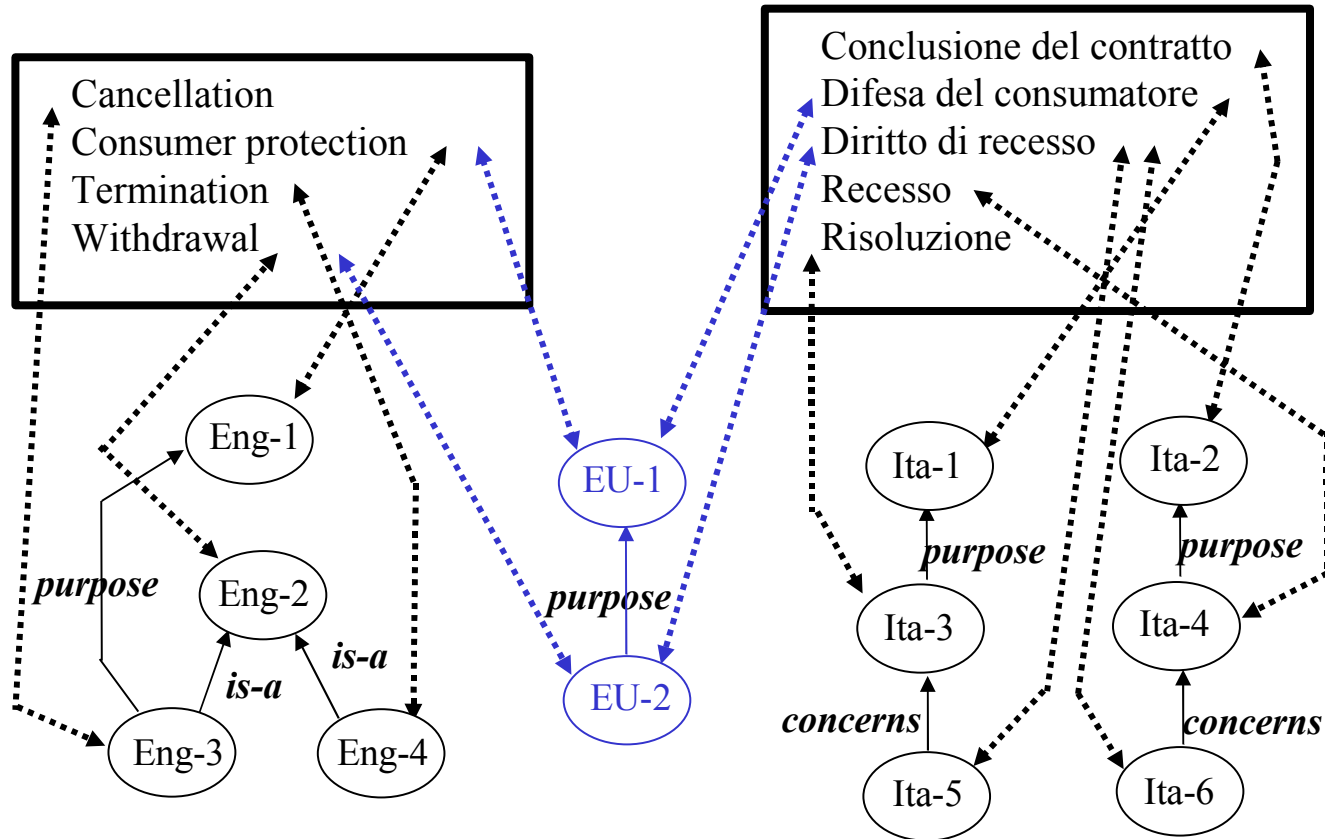 Cancellation
Consumer protection
Termination
Withdrawal
Conclusione del contratto
Difesa del consumatore
Diritto di recesso
Recesso
Risoluzione
Eng-1
purpose
Eng-2
is-a
is-a
Eng-3
Eng-4
EU-1
purpose
EU-2
Ita-1
Ita-2
purpose
purpose
Ita-3
Ita-4
concerns
concerns
Ita-5
Ita-6